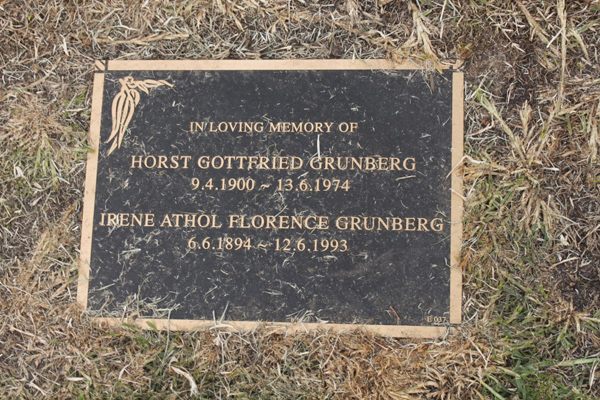 IN LOVING MEMORY OF
HORST GOTTFRIED GRUNBERG
9.4.1900 ~ 13.6.1974
IRENE ATHOL FLORENCE GRUNBERG
6.6.1894 ~ 12.6.1993